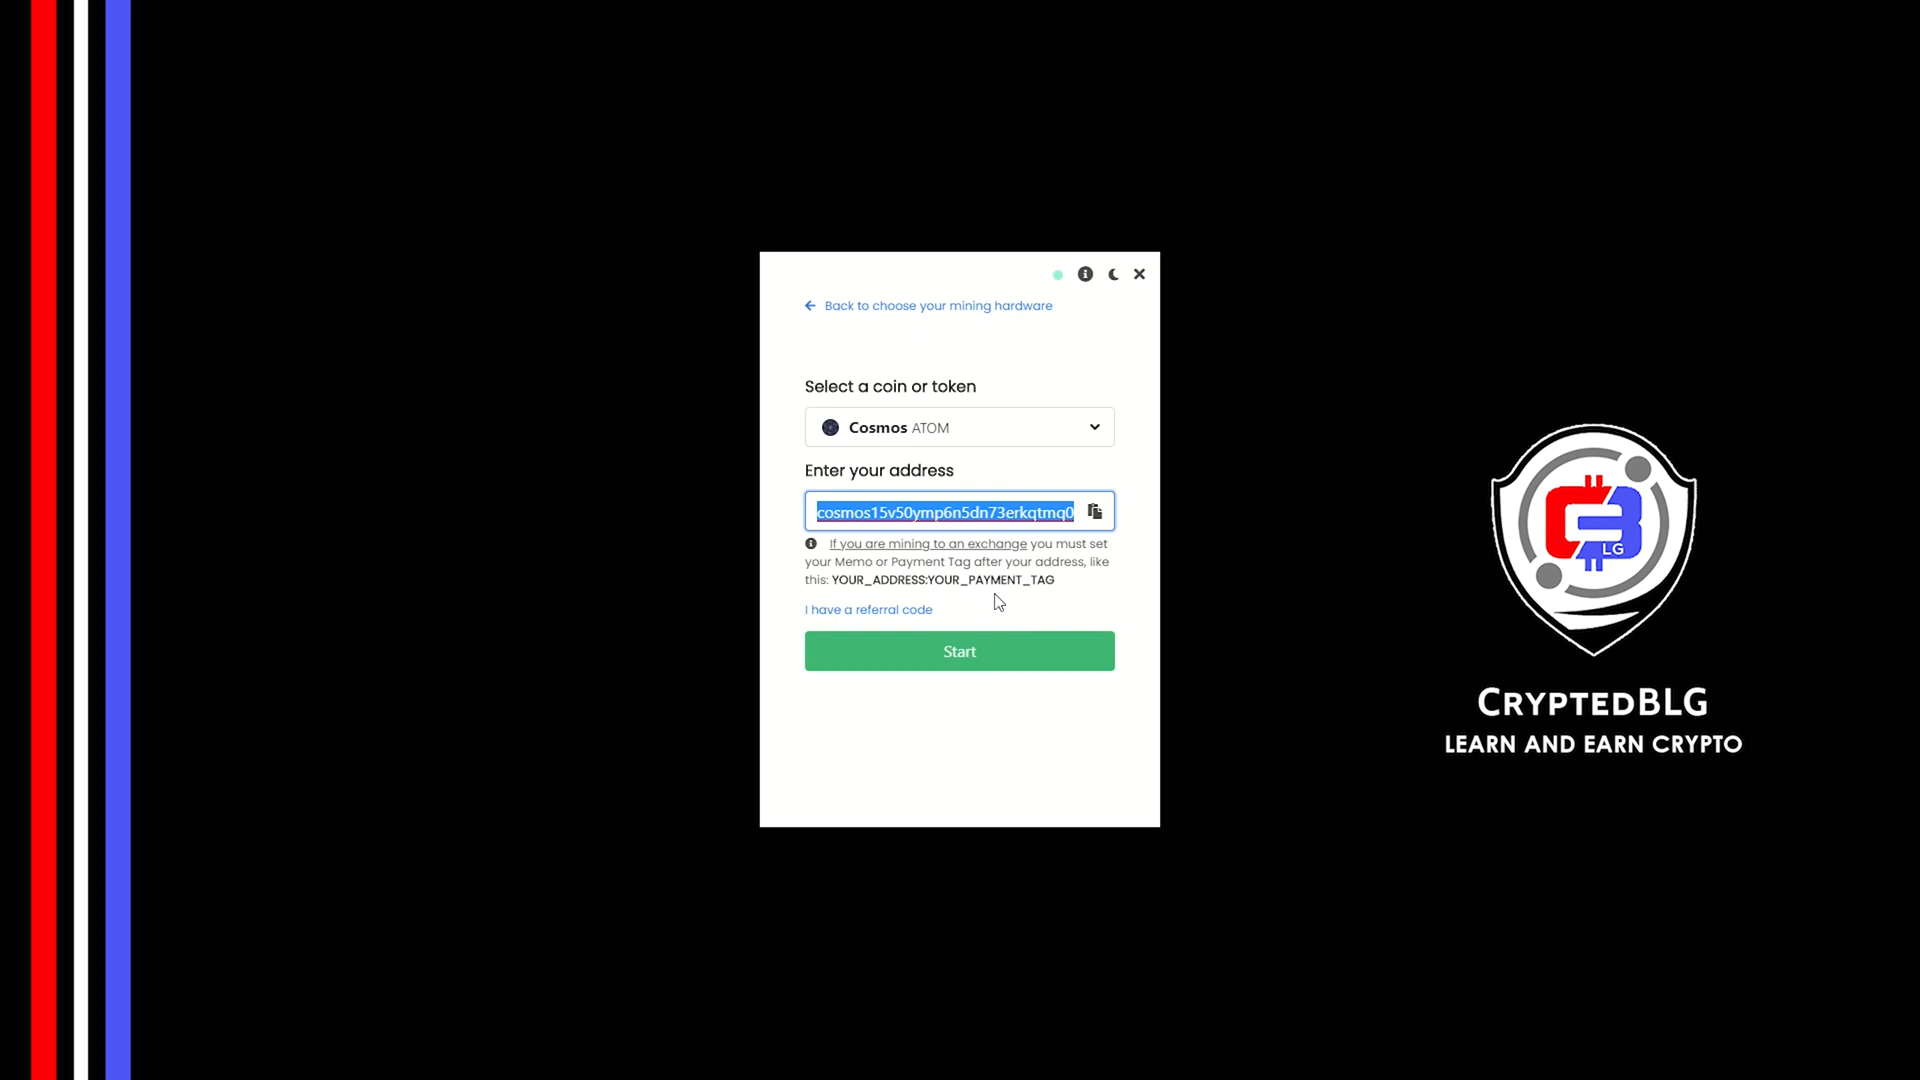 Back to choose your mining hardware
Select a coin or token
Cosmos ATOM
Enter your address
cosmos15v50ymp6n5dn73erkqtmq0
If you are mining to an exchange you must set
your Memo or Payment Tag after your address, like
this: YOUR_ADDRESS:YOUR_PAYMENT_TAG
I have a referral code
Start
CB
LG
CRYPTEDBLG
LEARN AND EARN CRYPTO